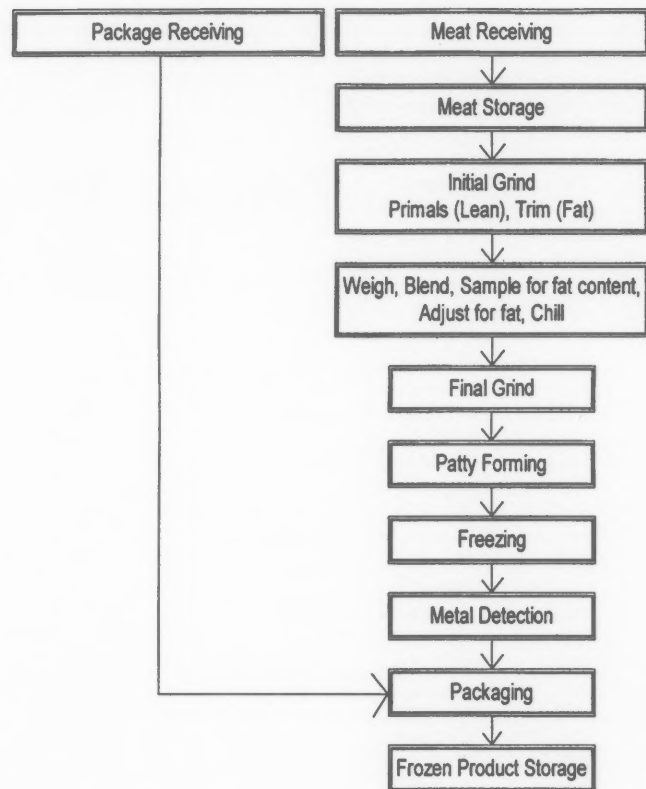 Package Receiving
Meat Receiving
Meat Storage
Initial Grind
Primals (Lean), Trim (Fat)
Weigh, Blend, Sample for fat content,
Adjust for fat, Chill
Final Grind
Patty Forming
Freezing
Metal Detection
Packaging
Frozen Product Storage